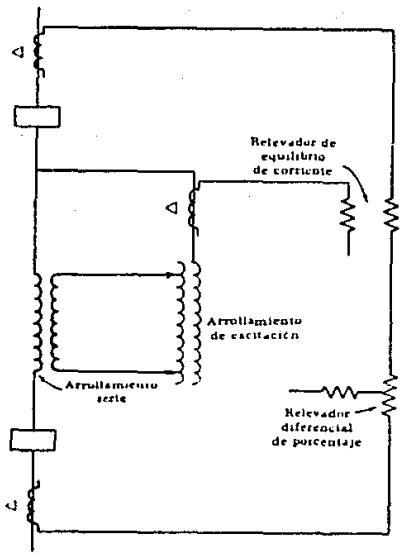 Δ
Relevador de
equilibrio
de corriente
Δ
Arrollamiento
de excitación
Arrollamiento
serie
Relevador
diferencial
de porcentaje
Δ